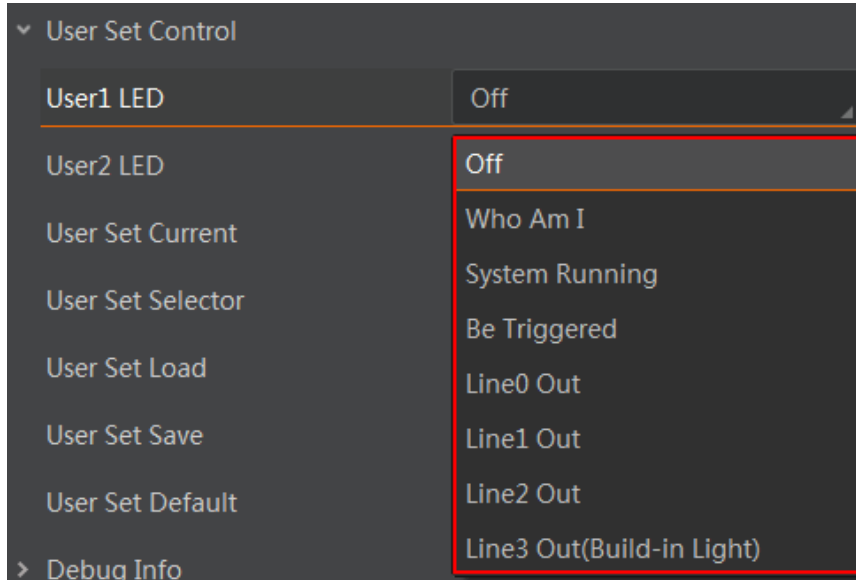 User Set Control
User1 LED Off
User2 LED Off
User Set Current Who Am I
User Set Selector System Running
User Set Load Be Triggered
User Set Save Line0 Out
User Set Default Line1 Out
Debug Info Line2 Out
Line3 Out(Build-in Light)